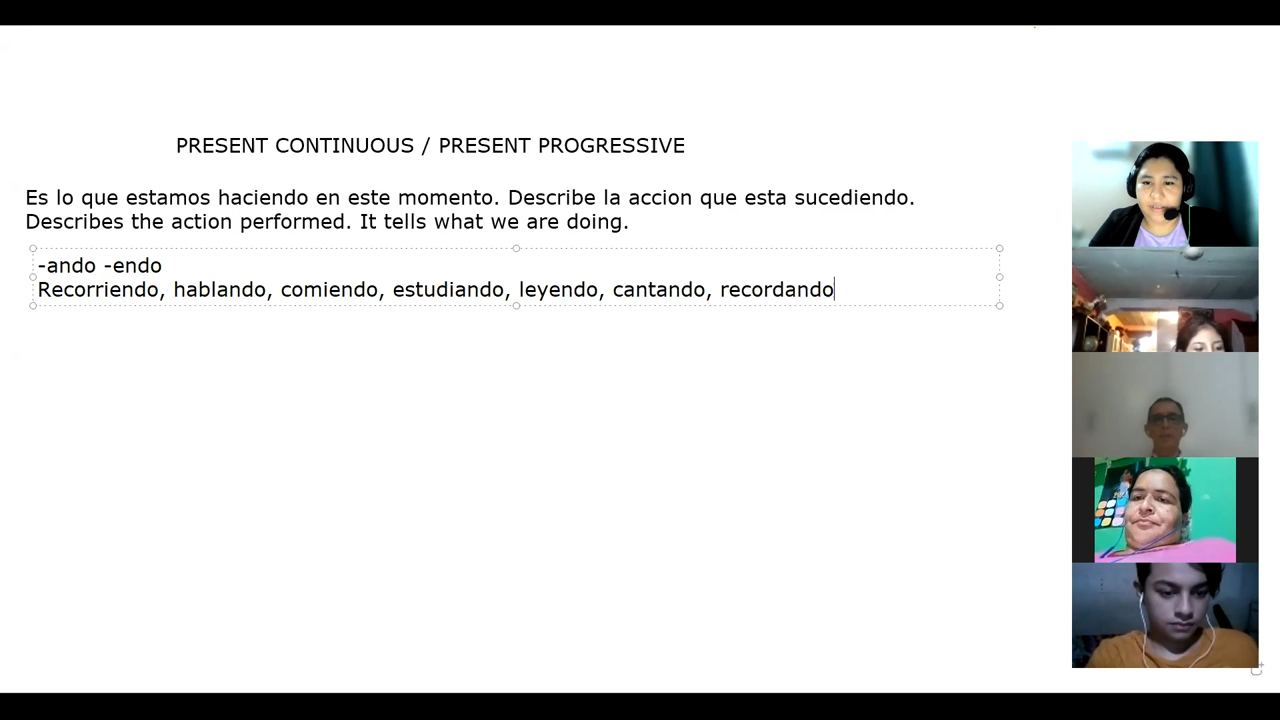 PRESENT CONTINUOUS / PRESENT PROGRESSIVE
Es lo que estamos haciendo en este momento. Describe la accion que esta sucediendo.
Describes the action performed. It tells what we are doing.
-ando -endo
Recorriendo, hablando, comiendo, estudiando, leyendo, cantando, recordando